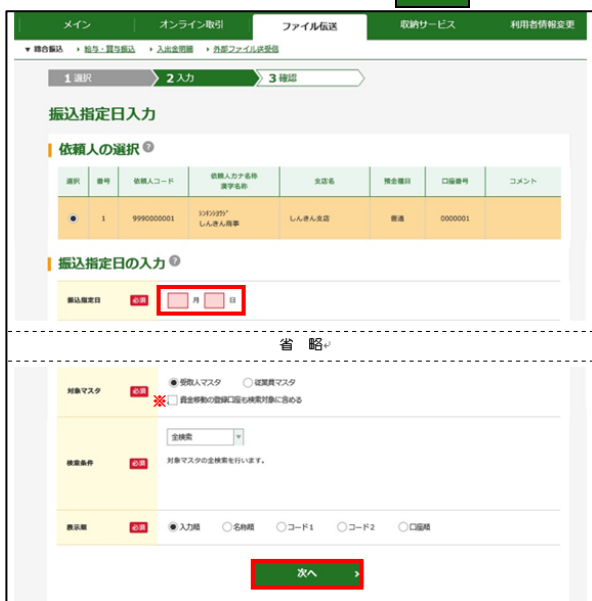 メイン オンライン取引 ファイル伝送 収納サービス 利用者情報変更
▼総合振込 ▸給与・賞与振込 ▸入出金明細 ▸外部ファイル送受信
1 選択 2 入力 3 確認
振込指定日入力
依頼人の選択 ?
選択 番号 依頼人コード 依頼人カナ名称 漢字名称 支店名 預金種目 口座番号 コメント
1 9990000001 しんきん商事 しんきん支店 普通 0000001
振込指定日の入力 ?
振込指定日 必須 月 日
省 略↵
対象マスタ 必須 受取人マスタ 従業員マスタ
※ 資金移動の登録口座も検索対象に含める
全検索
検索条件 必須 対象マスタの全検索を行います。
表示順 必須 入力順 名称順 コード1 コード2 口座順
次へ ›